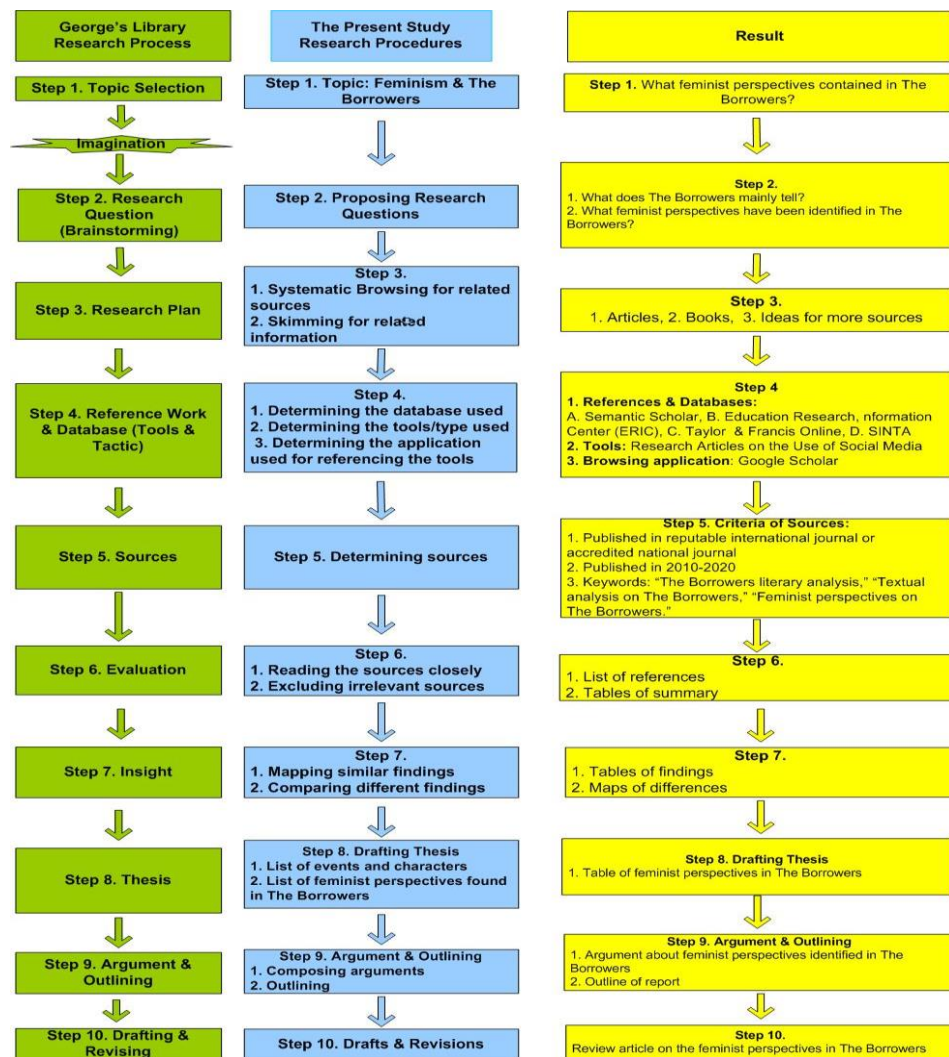 George's Library
Research Process
Step 1. Topic Selection
Imagination
Step 2. Research
Question
(Brainstorming)
Step 3. Research Plan
Step 4. Reference Work
& Database (Tools &
Tactic)
Step 5. Sources
Step 6. Evaluation
Step 7. Insight
Step 8. Thesis
Step 9. Argument &
Outlining
Step 10. Drafting &
Revising
The Present Study
Research Procedures
Step 1. Topic: Feminism & The
Borrowers
Step 2. Proposing Research
Questions
Step 3.
1. Systematic Browsing for related
sources
2. Skimming for related
information
Step 4.
1. Determining the database used
2. Determining the tools/type used
3. Determining the application
used for referencing the tools
Step 5. Determining sources
Step 6.
1. Reading the sources closely
2. Excluding irrelevant sources
Step 7.
1. Mapping similar findings
2. Comparing different findings
Step 8. Drafting Thesis
1. List of events and characters
2. List of feminist perspectives found
in The Borrowers
Step 9. Argument & Outlining
1. Composing arguments
2. Outlining
Step 10. Drafts & Revisions
Result
Step 1. What feminist perspectives contained in The
Borrowers?
Step 2.
1. What does The Borrowers mainly tell?
2. What feminist perspectives have been identified in The
Borrowers?
Step 3.
1. Articles, 2. Books, 3. Ideas for more sources
Step 4
1. References & Databases:
A. Semantic Scholar, B. Education Research, nformation
Center (ERIC), C. Taylor & Francis Online, D. SINTA
2. Tools: Research Articles on the Use of Social Media
3. Browsing application: Google Scholar
Step 5. Criteria of Sources:
1. Published in reputable international journal or
accredited national journal
2. Published in 2010-2020
3. Keywords: "The Borrowers literary analysis," "Textual
analysis on The Borrowers," "Feminist perspectives on
The Borrowers."
Step 6.
1. List of references
2. Tables of summary
Step 7.
1. Tables of findings
2. Maps of differences
Step 8. Drafting Thesis
1. Table of feminist perspectives in The Borrowers
Step 9. Argument & Outlining
1. Argument about feminist perspectives identified in The
Borrowers
2. Outline of report
Step 10.
Review article on the feminist perspectives in The Borrowers